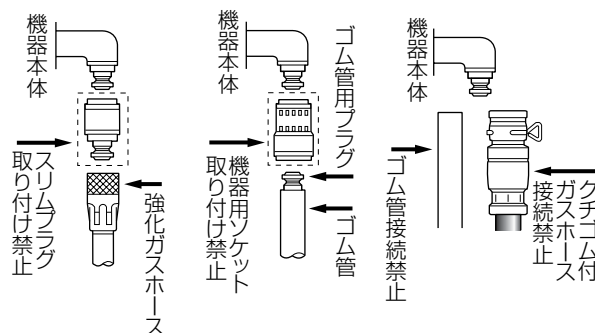 機器本体
スリムプラグ
取り付け禁止
強化ガスホース
機器本体
ゴム管用プラグ
機器用ソケット
取り付け禁止
ゴム管
機器本体
ゴム管接続禁止
クチゴム付
ガスホース
接続禁止